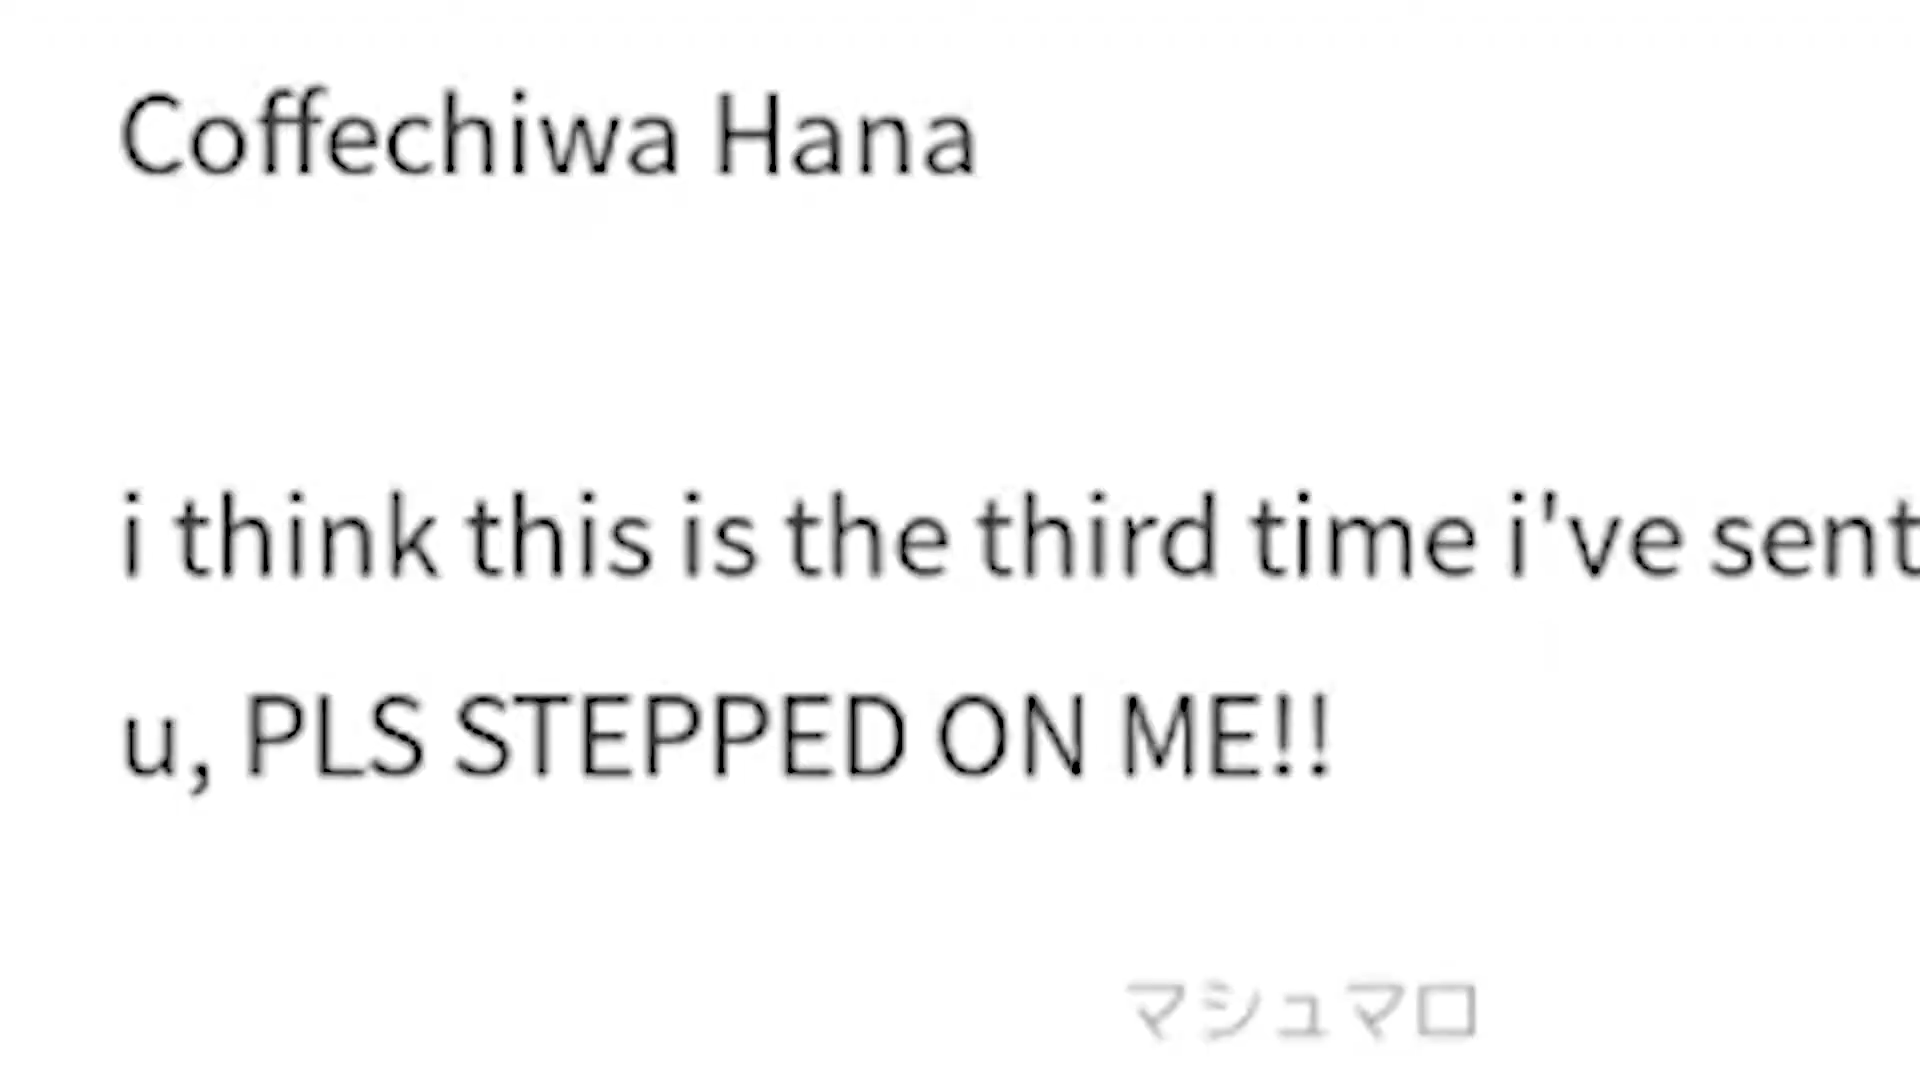 Coffechiwa Hana
i think this is the third time i've sent
u, PLS STEPPED ON ME!!
マシュマロ